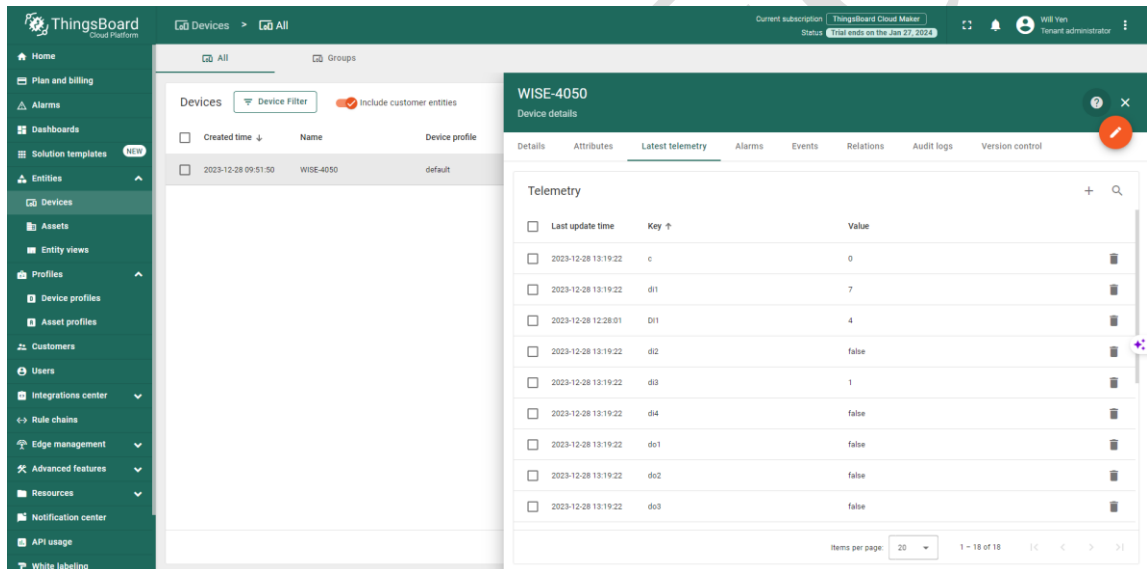 ThingsBoard
Cloud Platform
Devices > All
Current subscription ThingsBoard Cloud Maker
Status Trial ends on the Jan 27, 2024
Will Yen
Tenant administrator
Home
Plan and billing
Alarms
Dashboards
Solution templates NEW
Entities
Devices
Assets
Entity views
Profiles
Device profiles
Asset profiles
Customers
Users
Integrations center
Rule chains
Edge management
Advanced features
Resources
Notification center
API usage
White labeling
All Groups
Devices Device Filter Include customer entities
Created time Name Device profile
2023-12-28 09:51:50 WISE-4050 default
WISE-4050
Device details
Details Attributes Latest telemetry Alarms Events Relations Audit logs Version control
Telemetry
Last update time Key Value
2023-12-28 13:19:22 c 0
2023-12-28 13:19:22 di1 7
2023-12-28 12:28:01 DI1 4
2023-12-28 13:19:22 di2 false
2023-12-28 13:19:22 di3 1
2023-12-28 13:19:22 di4 false
2023-12-28 13:19:22 do1 false
2023-12-28 13:19:22 do2 false
2023-12-28 13:19:22 do3 false
Items per page: 20 1 – 18 of 18